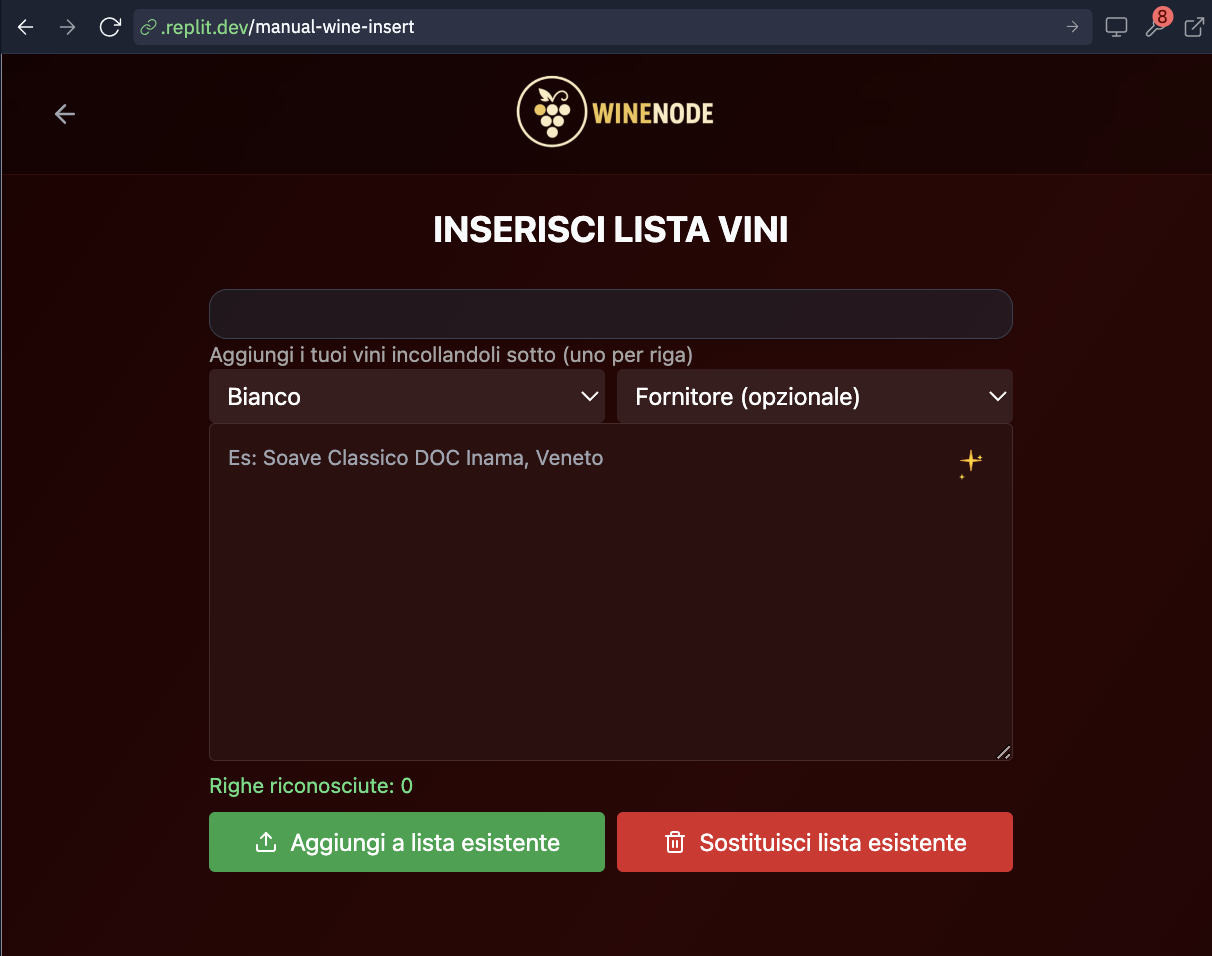 .replit.dev/manual-wine-insert
8
WINENODE
INSERISCI LISTA VINI
Aggiungi i tuoi vini incollandoli sotto (uno per riga)
Bianco
Fornitore (opzionale)
Es: Soave Classico DOC Inama, Veneto
Righe riconosciute: 0
Aggiungi a lista esistente
Sostituisci lista esistente